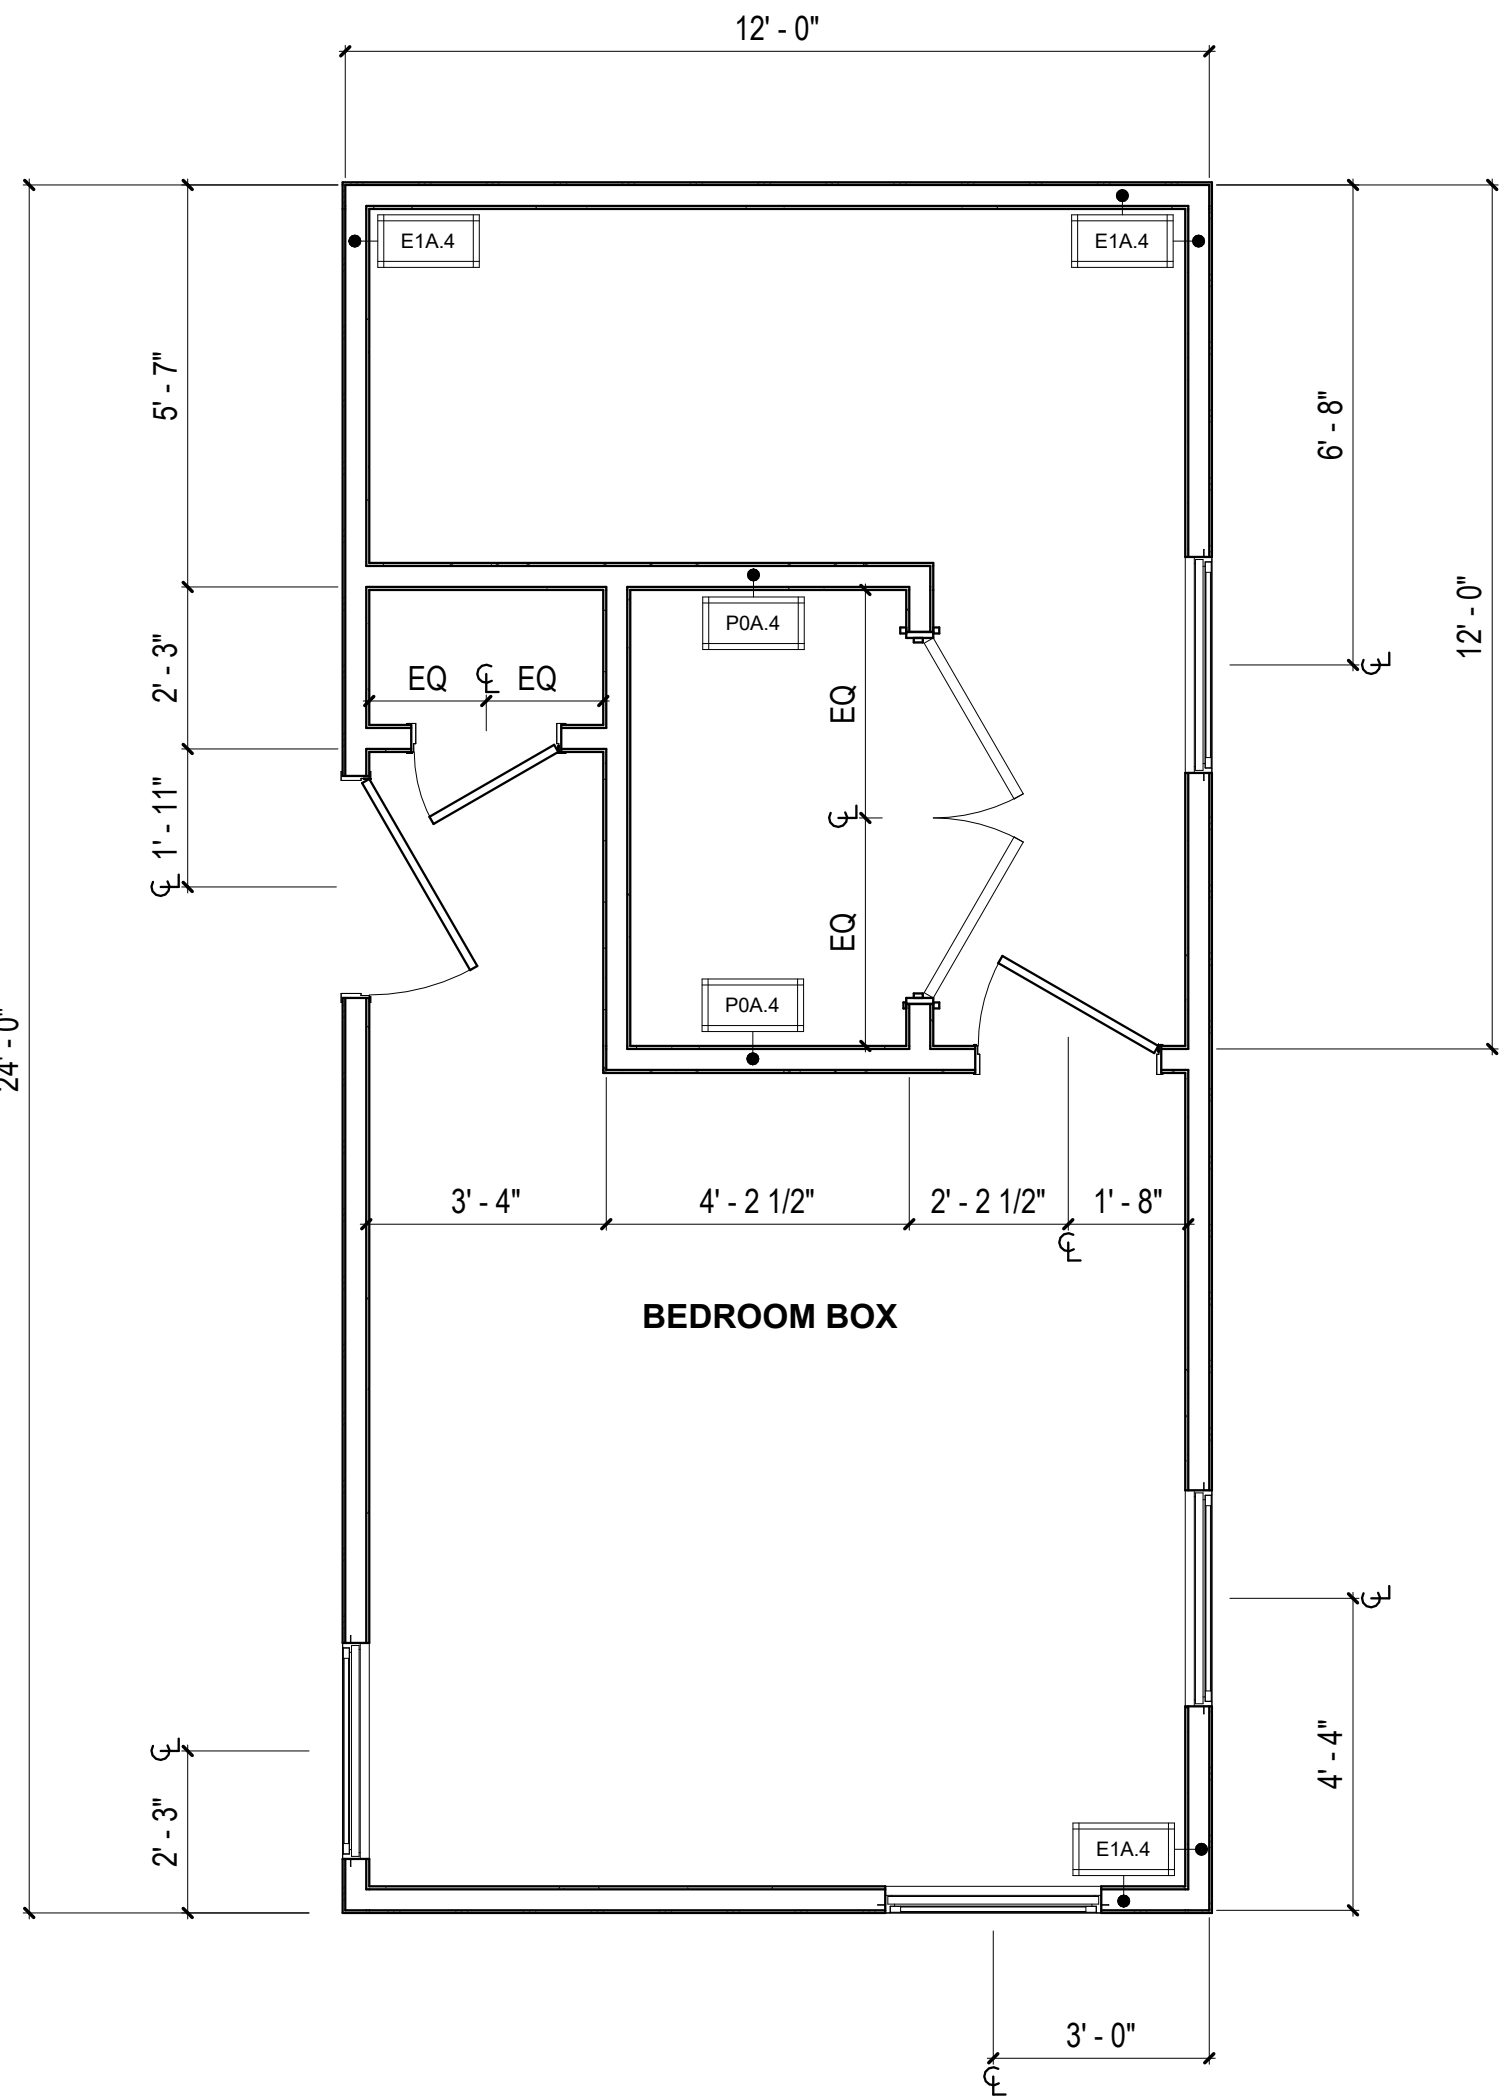 12' - 0"
E1A.4
E1A.4
5' - 7"
6' - 8"
12' - 0"
P0A.4
2' - 3"
EQ
℄
EQ
EQ
℄
1' - 11"
℄
℄
EQ
24' - 0"
P0A.4
3' - 4"
4' - 2 1/2"
2' - 2 1/2"
1' - 8"
℄
BEDROOM BOX
℄
4' - 4"
℄
2' - 3"
E1A.4
3' - 0"
℄